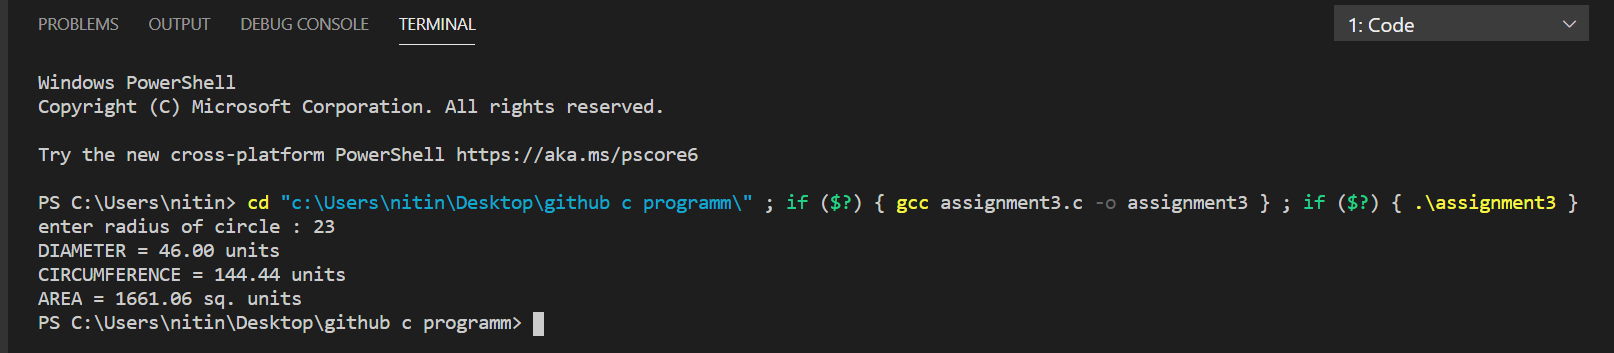 PROBLEMS OUTPUT DEBUG CONSOLE TERMINAL 1: Code
Windows PowerShell
Copyright (C) Microsoft Corporation. All rights reserved.
Try the new cross-platform PowerShell https://aka.ms/pscore6
PS C:\Users\nitin> cd "c:\Users\nitin\Desktop\github c programm\" ; if ($?) { gcc assignment3.c -o assignment3 } ; if ($?) { .\assignment3 }
enter radius of circle : 23
DIAMETER = 46.00 units
CIRCUMFERENCE = 144.44 units
AREA = 1661.06 sq. units
PS C:\Users\nitin\Desktop\github c programm>